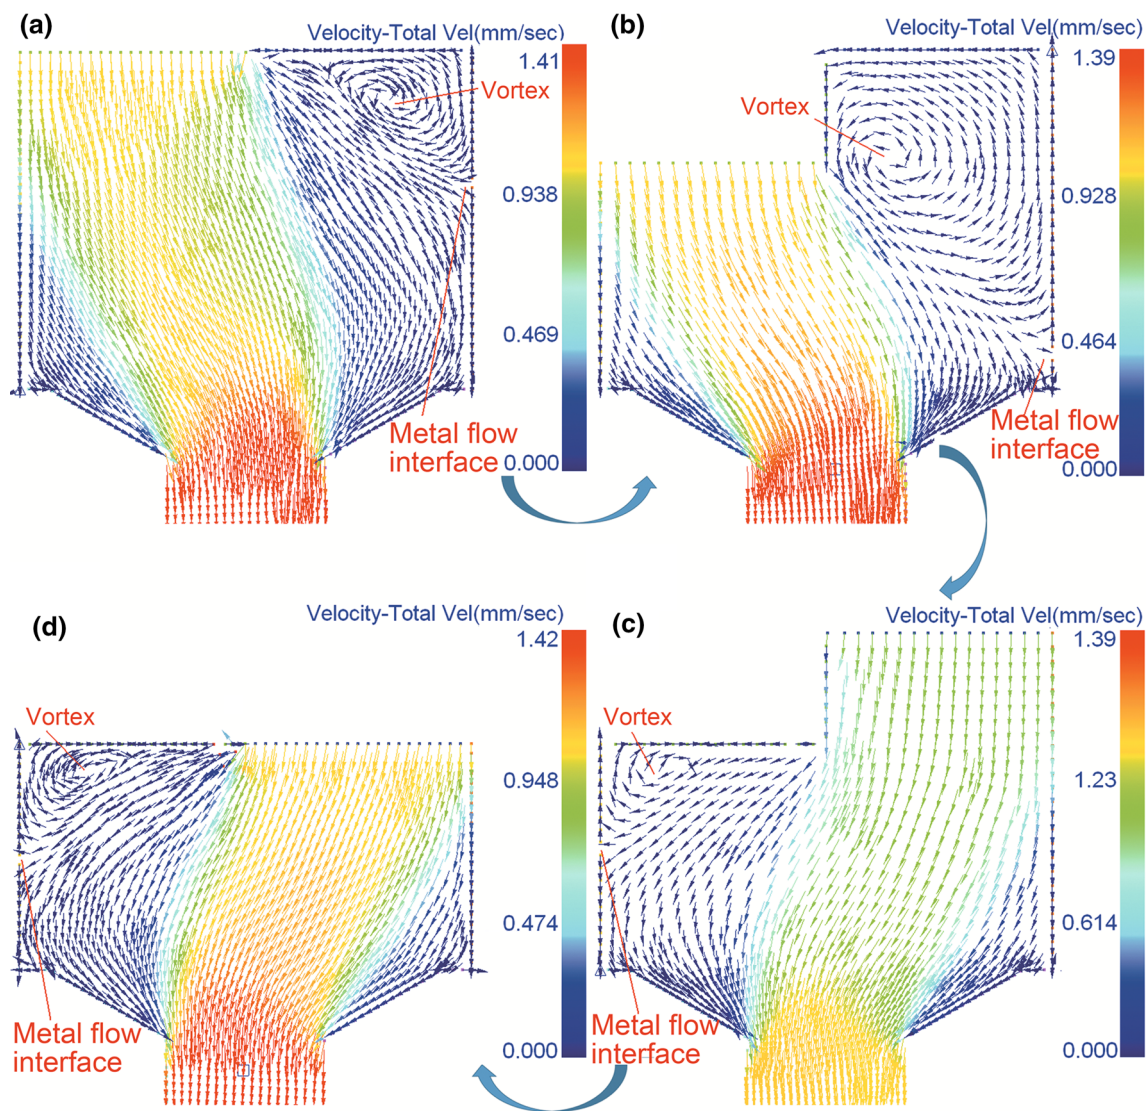 (a)
Velocity-Total Vel(mm/sec)
1.41
0.938
0.469
0.000
Vortex
Metal flow
interface
(b)
Velocity-Total Vel(mm/sec)
1.39
0.928
0.464
0.000
Vortex
Metal flow
interface
(d)
Velocity-Total Vel(mm/sec)
1.42
0.948
0.474
0.000
Vortex
Metal flow
interface
(c)
Velocity-Total Vel(mm/sec)
1.39
1.23
0.614
0.000
Vortex
Metal flow
interface